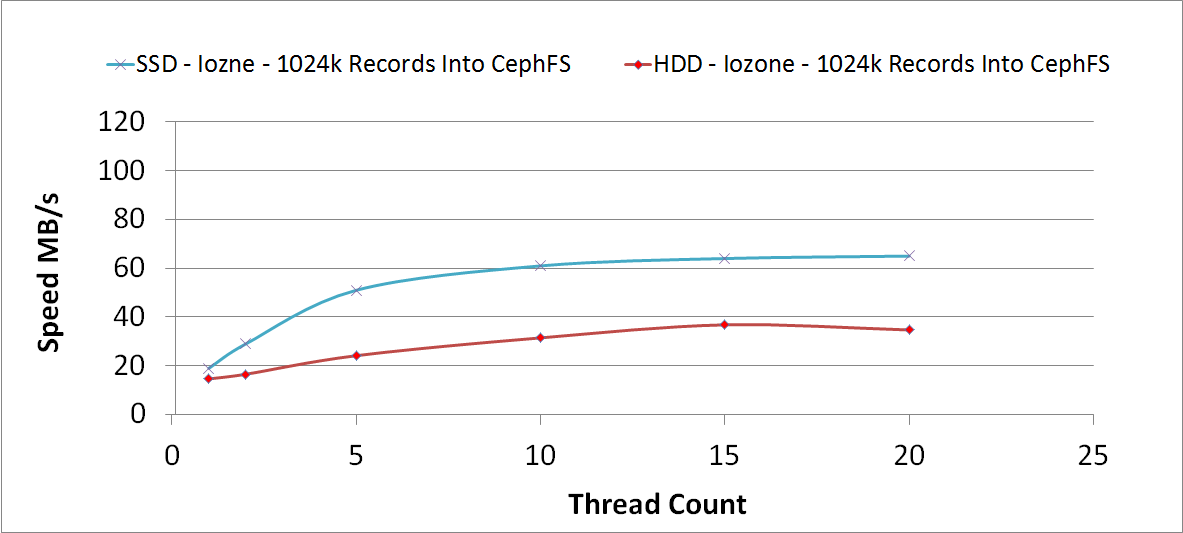 SSD - Iozne - 1024k Records Into CephFS HDD - Iozone - 1024k Records Into CephFS
120
100
80
60
40
20
0
Speed MB/s
0 5 10 15 20 25
Thread Count